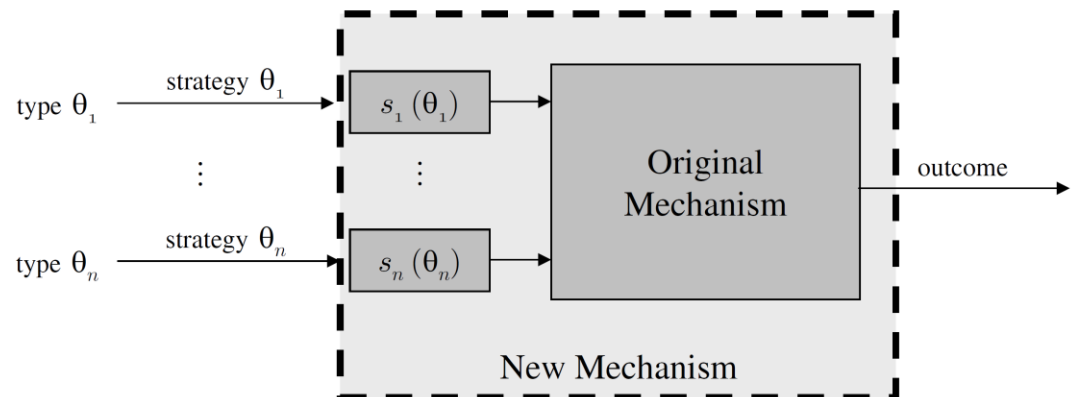 strategy θ₁
type θ₁
s₁ (θ₁)
⋮
⋮
Original
Mechanism
outcome
strategy θₙ
type θₙ
sₙ (θₙ)
New Mechanism